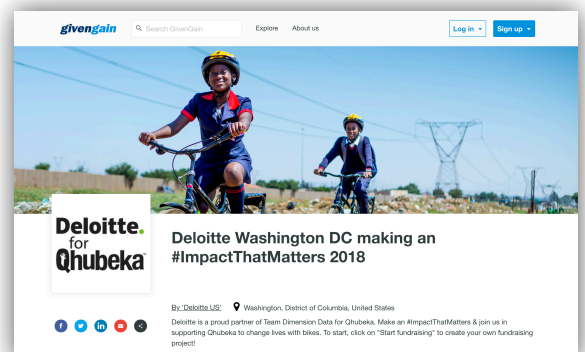 givengain
Search GivenGain
Explore
About us
Log in
Sign up
Deloitte.
for
Qhubeka
Deloitte Washington DC making an
#ImpactThatMatters 2018
By 'Deloitte US'
Washington, District of Columbia, United States
Deloitte is a proud partner of Team Dimension Data for Qhubeka. Make an #ImpactThatMatters & join us in
supporting Qhubeka to change lives with bikes. To start, click on "Start fundraising" to create your own fundraising
project!